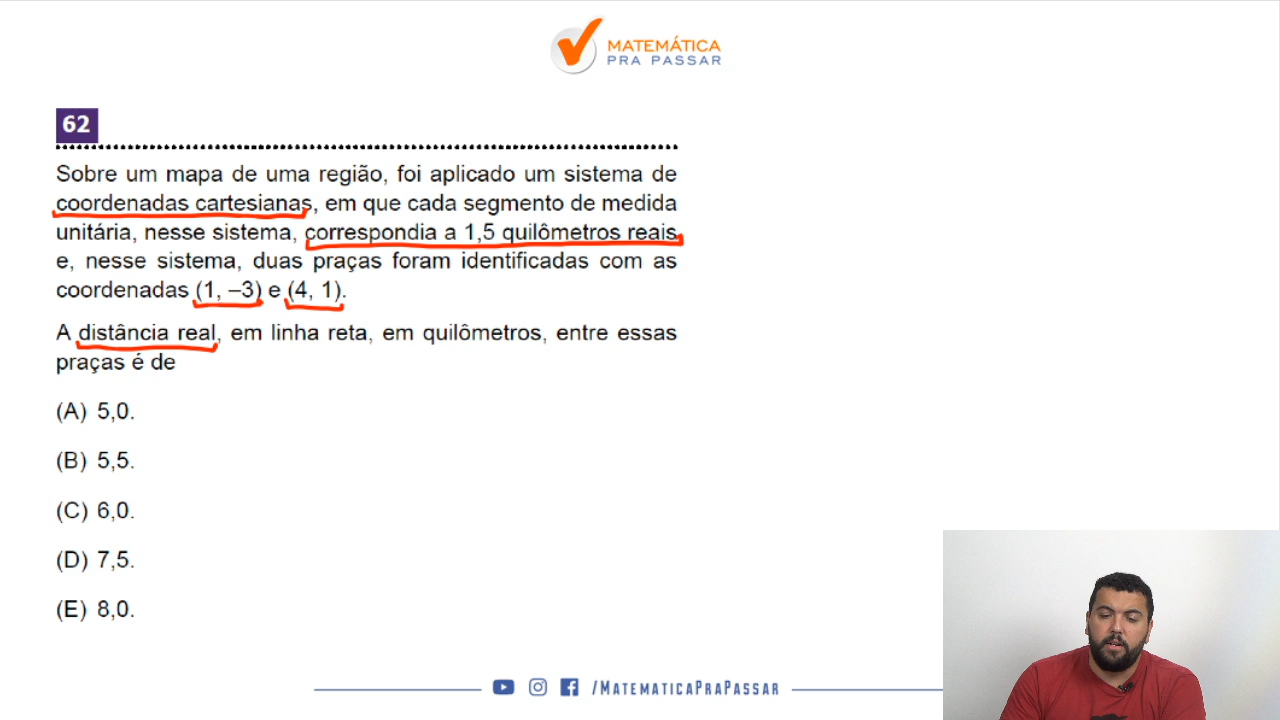 MATEMÁTICA
PRA PASSAR
62
Sobre um mapa de uma região, foi aplicado um sistema de
coordenadas cartesianas, em que cada segmento de medida
unitária, nesse sistema, correspondia a 1,5 quilômetros reais
e, nesse sistema, duas praças foram identificadas com as
coordenadas (1, –3) e (4, 1).
A distância real, em linha reta, em quilômetros, entre essas
praças é de
(A) 5,0.
(B) 5,5.
(C) 6,0.
(D) 7,5.
(E) 8,0.
/MATEMATICAPRAPASSAR